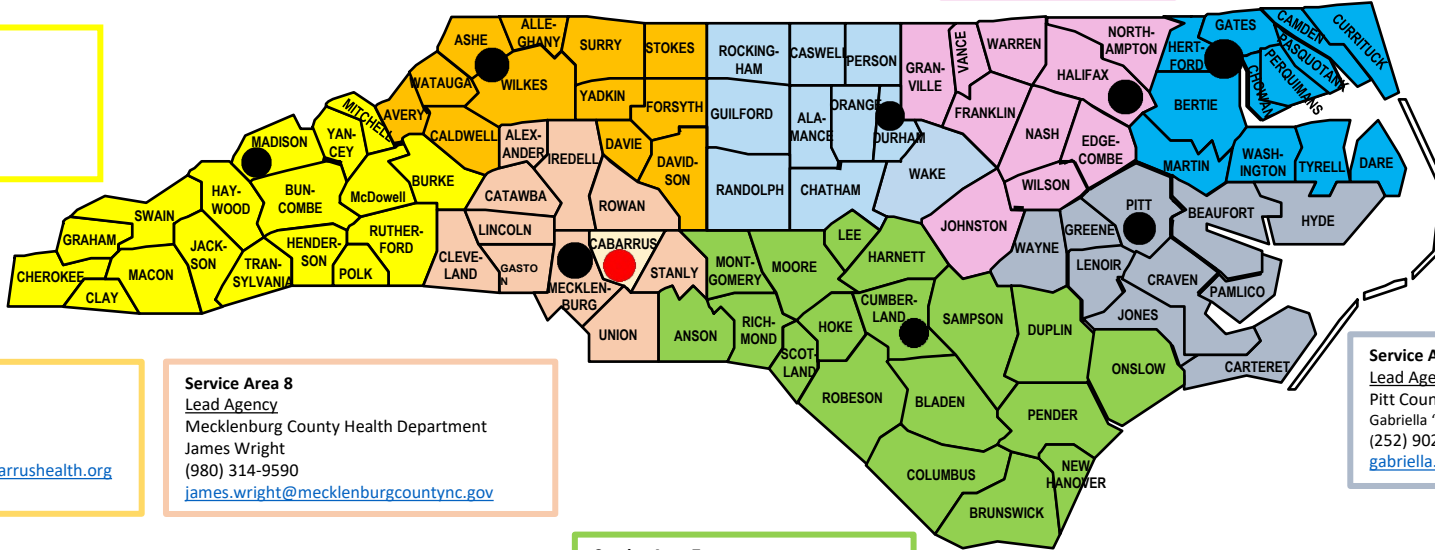 ASHE
ALLE-
GHANY
SURRY
STOKES
ROCKING-
HAM
CASWELL
PERSON
GRAN-
VILLE
VANCE
WARREN
NORTH-
AMPTON
HERT-
FORD
GATES
CAMDEN
CURRITUCK
PASQUOTANK
PERQUIMANS
CHOWAN
WATAUGA
WILKES
YADKIN
FORSYTH
GUILFORD
ALA-
MANCE
ORANGE
DURHAM
FRANKLIN
HALIFAX
BERTIE
MITCHELL
AVERY
CALDWELL
ALEX-
ANDER
IREDELL
DAVIE
DAVID-
SON
RANDOLPH
CHATHAM
WAKE
NASH
EDGE-
COMBE
MARTIN
WASH-
INGTON
TYRELL
DARE
MADISON
YAN-
CEY
BURKE
McDowell
CATAWBA
ROWAN
WILSON
JOHNSTON
PITT
BEAUFORT
HYDE
HAY-
WOOD
BUN-
COMBE
SWAIN
GRAHAM
JACK-
SON
HENDER-
SON
RUTHER-
FORD
POLK
CLEVE-
LAND
LINCOLN
GASTO
N
CABARRUS
STANLY
MECKLEN-
BURG
UNION
CHEROKEE
CLAY
MACON
TRAN-
SYLVANIA
MONT-
GOMERY
MOORE
LEE
HARNETT
WAYNE
GREENE
LENOIR
CRAVEN
PAMLICO
JONES
CARTERET
ANSON
RICH-
MOND
SCOT-
LAND
HOKE
CUMBER-
LAND
SAMPSON
DUPLIN
ONSLOW
ROBESON
BLADEN
PENDER
COLUMBUS
NEW
HANOVER
BRUNSWICK
arrushealth.org
Service Area 8
Lead Agency
Mecklenburg County Health Department
James Wright
(980) 314-9590
james.wright@mecklenburgcountync.gov
Service A
Lead Age
Pitt Coun
Gabriella
(252) 902
gabriella.